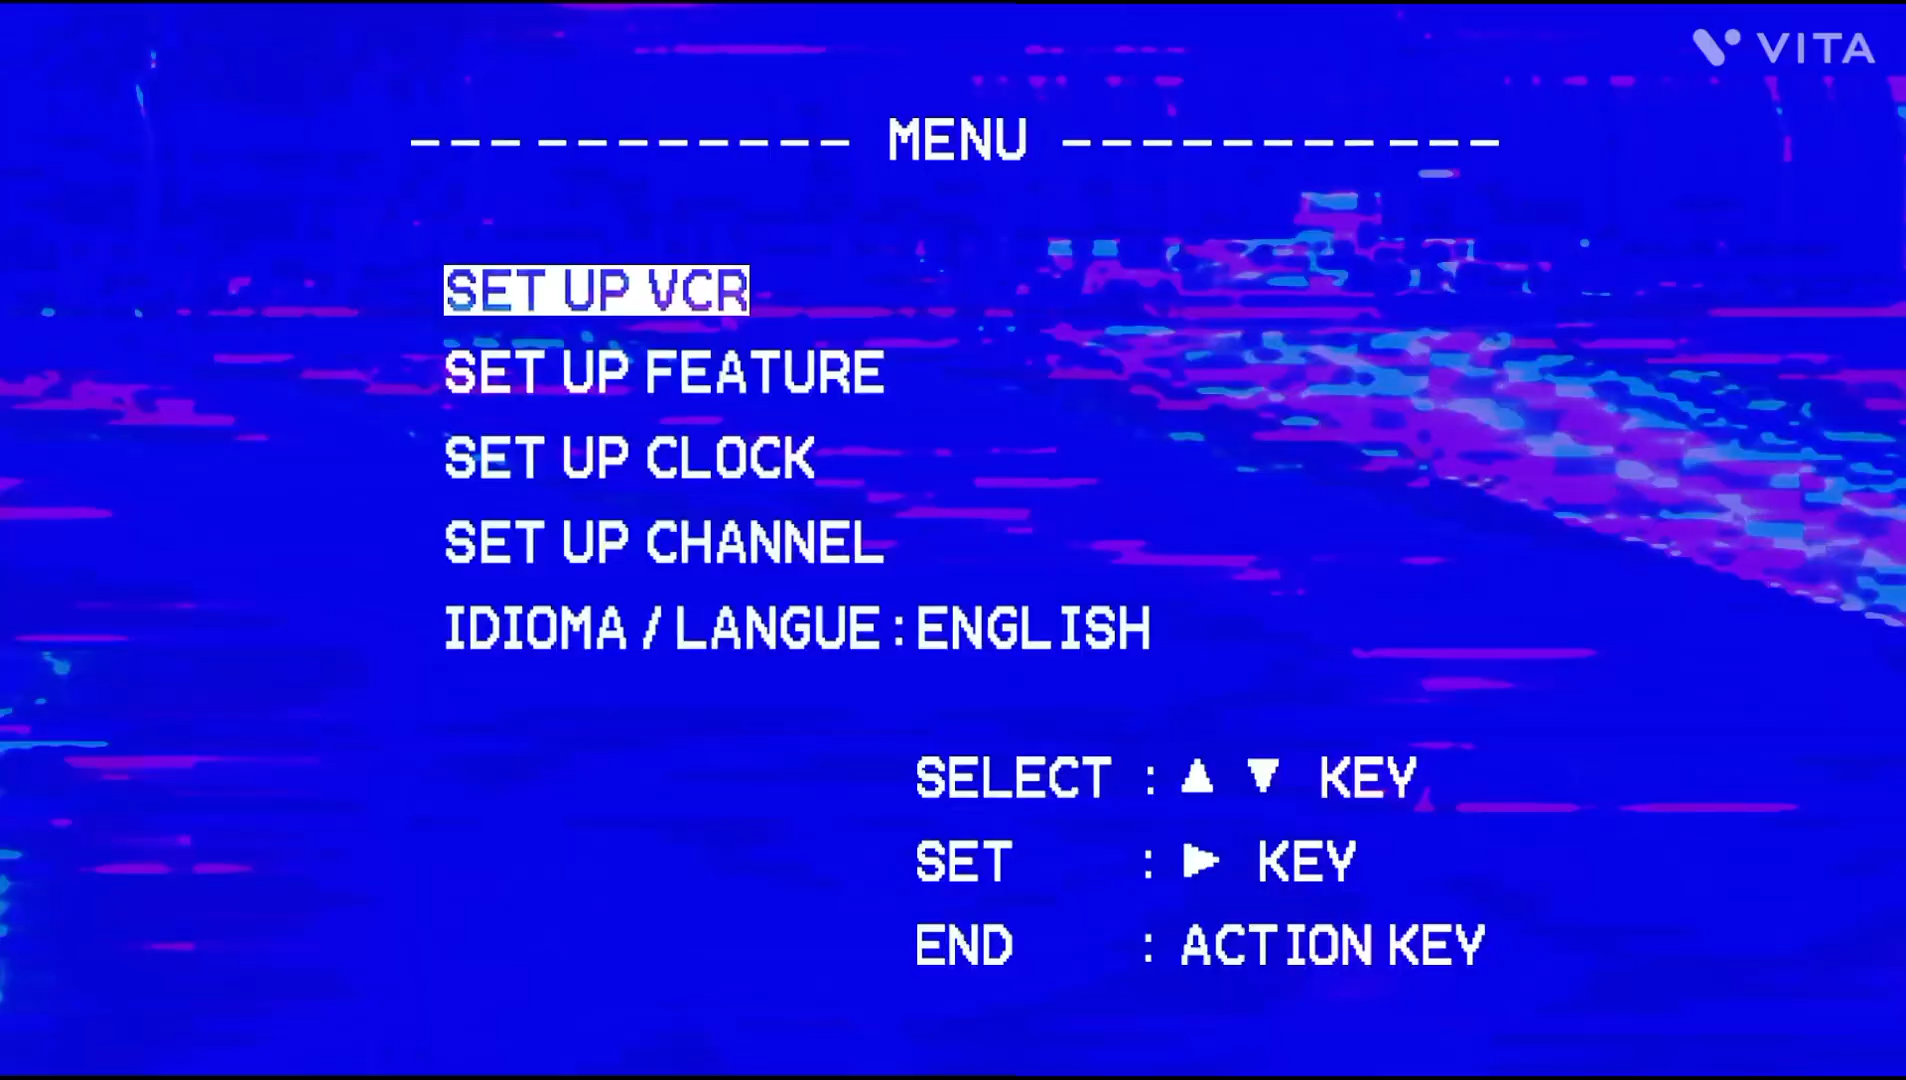 VITA
----------- MENU -----------
SET UP VCR
SET UP FEATURE
SET UP CLOCK
SET UP CHANNEL
IDIOMA / LANGUE : ENGLISH
SELECT : ▲ ▼ KEY
SET : ► KEY
END : ACTION KEY